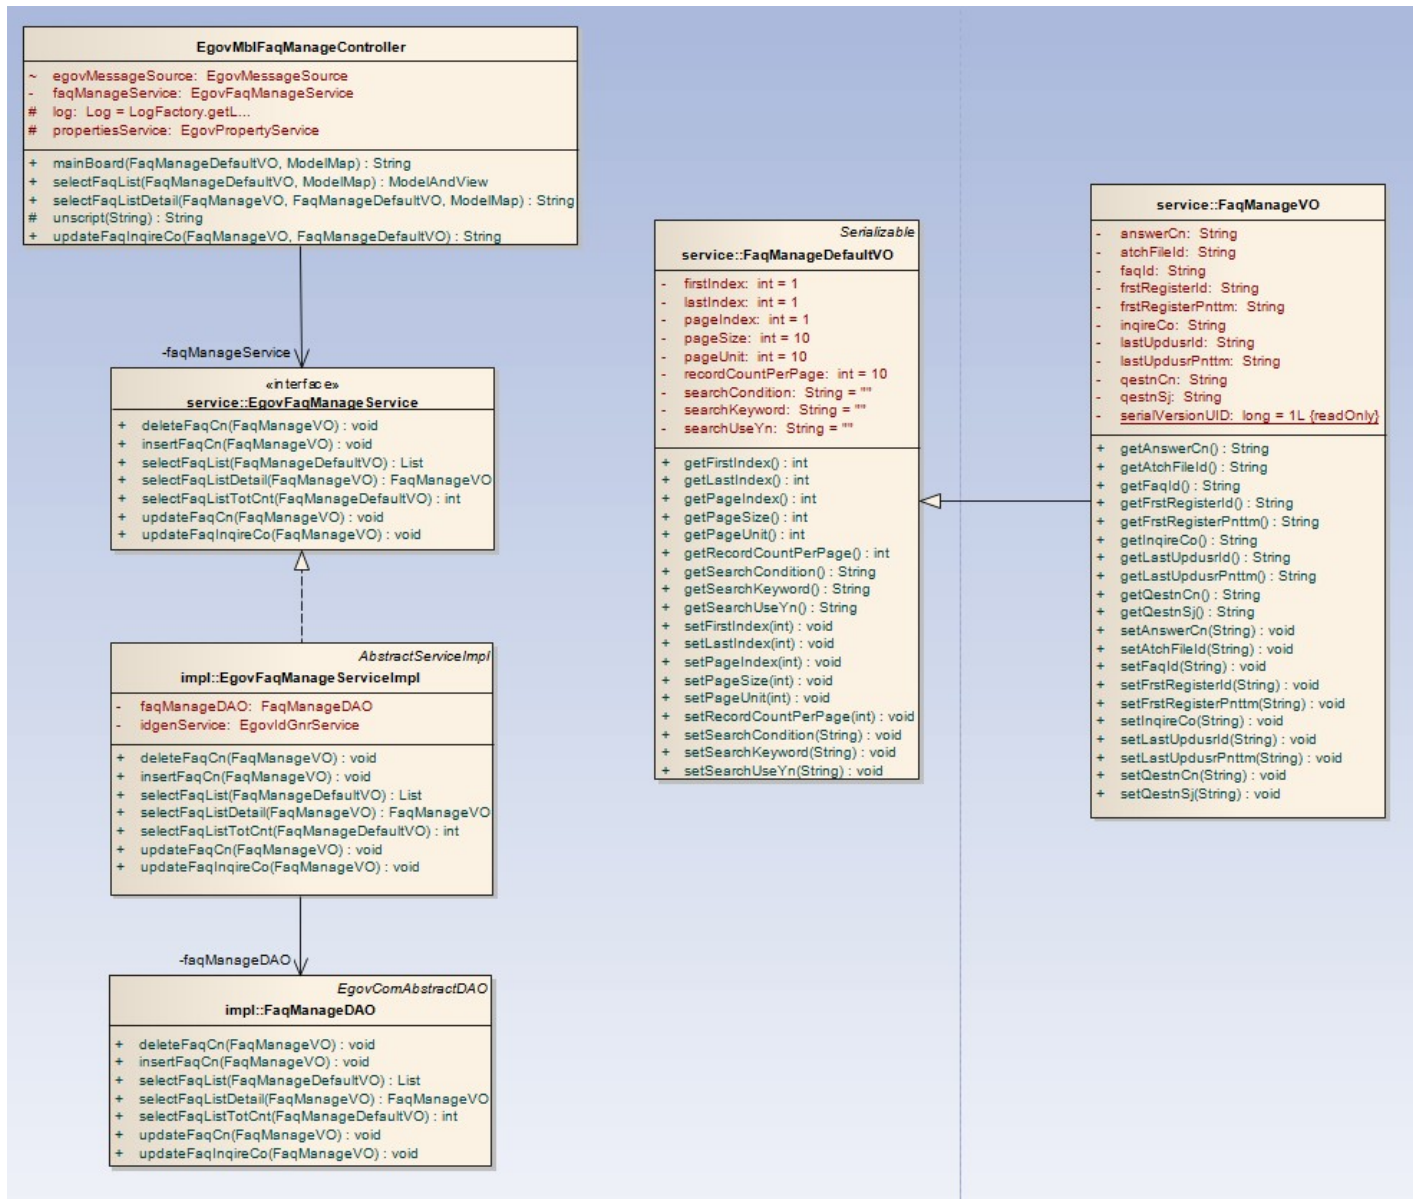 EgovMblFaqManageController
~ egovMessageSource: EgovMessageSource
- faqManageService: EgovFaqManageService
# log: Log = LogFactory.getL...
# propertiesService: EgovPropertyService
+ mainBoard(FaqManageDefaultVO, ModelMap) : String
+ selectFaqList(FaqManageDefaultVO, ModelMap) : ModelAndView
+ selectFaqListDetail(FaqManageVO, FaqManageDefaultVO, ModelMap) : String
# unscript(String) : String
+ updateFaqInqireCo(FaqManageVO, FaqManageDefaultVO) : String
-faqManageService
«interface»
service::EgovFaqManageService
+ deleteFaqCn(FaqManageVO) : void
+ insertFaqCn(FaqManageVO) : void
+ selectFaqList(FaqManageDefaultVO) : List
+ selectFaqListDetail(FaqManageVO) : FaqManageVO
+ selectFaqListTotCnt(FaqManageDefaultVO) : int
+ updateFaqCn(FaqManageVO) : void
+ updateFaqInqireCo(FaqManageVO) : void
AbstractServiceImpl
impl::EgovFaqManageServiceImpl
- faqManageDAO: FaqManageDAO
- idgenService: EgovIdGnrService
+ deleteFaqCn(FaqManageVO) : void
+ insertFaqCn(FaqManageVO) : void
+ selectFaqList(FaqManageDefaultVO) : List
+ selectFaqListDetail(FaqManageVO) : FaqManageVO
+ selectFaqListTotCnt(FaqManageDefaultVO) : int
+ updateFaqCn(FaqManageVO) : void
+ updateFaqInqireCo(FaqManageVO) : void
-faqManageDAO
EgovComAbstractDAO
impl::FaqManageDAO
+ deleteFaqCn(FaqManageVO) : void
+ insertFaqCn(FaqManageVO) : void
+ selectFaqList(FaqManageDefaultVO) : List
+ selectFaqListDetail(FaqManageVO) : FaqManageVO
+ selectFaqListTotCnt(FaqManageDefaultVO) : int
+ updateFaqCn(FaqManageVO) : void
+ updateFaqInqireCo(FaqManageVO) : void
Serializable
service::FaqManageDefaultVO
- firstIndex: int = 1
- lastIndex: int = 1
- pageIndex: int = 1
- pageSize: int = 10
- pageUnit: int = 10
- recordCountPerPage: int = 10
- searchCondition: String = ""
- searchKeyword: String = ""
- searchUseYn: String = ""
+ getFirstIndex() : int
+ getLastIndex() : int
+ getPageIndex() : int
+ getPageSize() : int
+ getPageUnit() : int
+ getRecordCountPerPage() : int
+ getSearchCondition() : String
+ getSearchKeyword() : String
+ getSearchUseYn() : String
+ setFirstIndex(int) : void
+ setLastIndex(int) : void
+ setPageIndex(int) : void
+ setPageSize(int) : void
+ setPageUnit(int) : void
+ setRecordCountPerPage(int) : void
+ setSearchCondition(String) : void
+ setSearchKeyword(String) : void
+ setSearchUseYn(String) : void
service::FaqManageVO
- answerCn: String
- atchFileId: String
- faqId: String
- frstRegisterId: String
- frstRegisterPnttm: String
- inqireCo: String
- lastUpdusrId: String
- lastUpdusrPnttm: String
- qestnCn: String
- qestnSj: String
- serialVersionUID: long = 1L {readOnly}
+ getAnswerCn() : String
+ getAtchFileId() : String
+ getFaqId() : String
+ getFrstRegisterId() : String
+ getFrstRegisterPnttm() : String
+ getInqireCo() : String
+ getLastUpdusrId() : String
+ getLastUpdusrPnttm() : String
+ getQestnCn() : String
+ getQestnSj() : String
+ setAnswerCn(String) : void
+ setAtchFileId(String) : void
+ setFaqId(String) : void
+ setFrstRegisterId(String) : void
+ setFrstRegisterPnttm(String) : void
+ setInqireCo(String) : void
+ setLastUpdusrId(String) : void
+ setLastUpdusrPnttm(String) : void
+ setQestnCn(String) : void
+ setQestnSj(String) : void